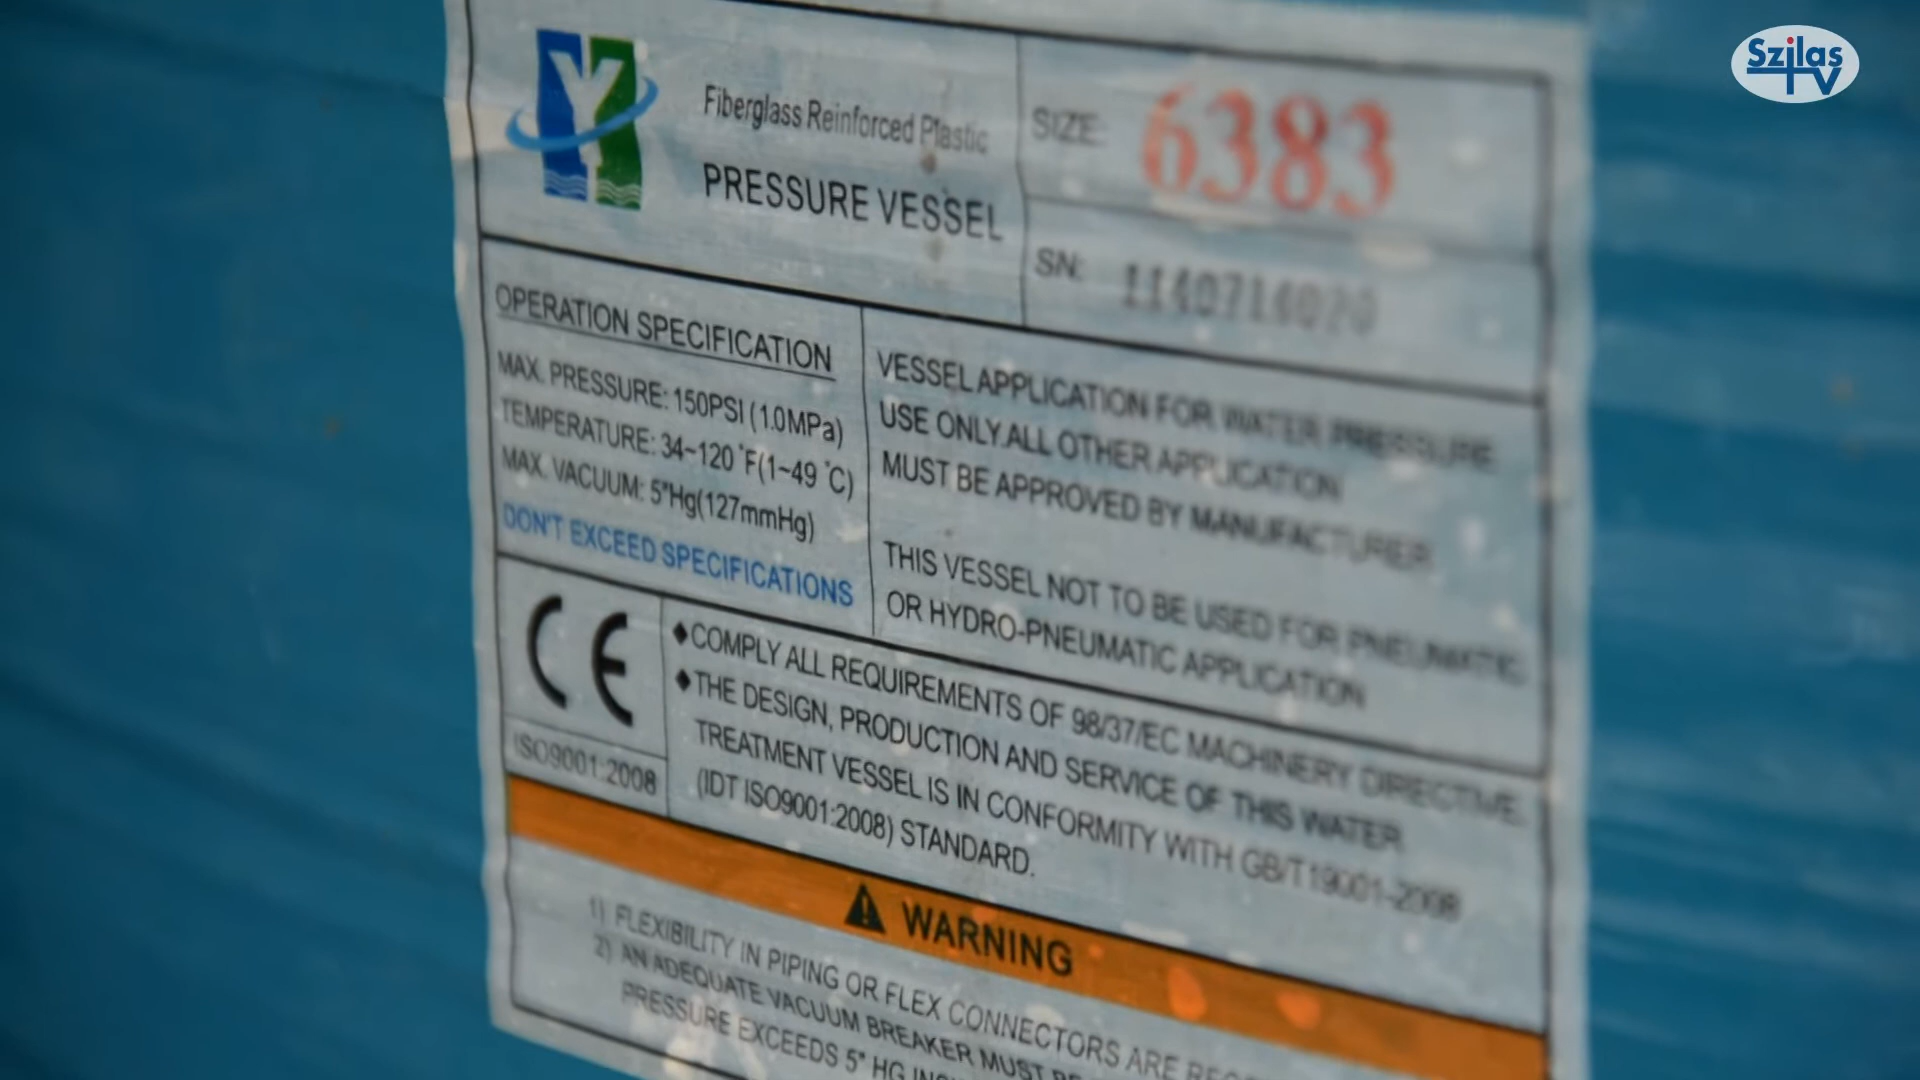 Szilas
TV
Y
Fiberglass Reinforced Plastic
PRESSURE VESSEL
SIZE: 6383
SN: 1140714020
OPERATION SPECIFICATION
MAX. PRESSURE: 150PSI (1.0MPa)
TEMPERATURE: 34~120 °F(1~49 °C)
MAX. VACUUM: 5"Hg(127mmHg)
DON'T EXCEED SPECIFICATIONS
VESSEL APPLICATION FOR WATER PRESSURE
USE ONLY.ALL OTHER APPLICATION
MUST BE APPROVED BY MANUFACTURER
THIS VESSEL NOT TO BE USED FOR PNEUMATIC
OR HYDRO-PNEUMATIC APPLICATION
CE
ISO9001:2008
♦COMPLY ALL REQUIREMENTS OF 98/37/EC MACHINERY DIRECTIVE.
♦THE DESIGN, PRODUCTION AND SERVICE OF THIS WATER
TREATMENT VESSEL IS IN CONFORMITY WITH GB/T19001-2008
(IDT ISO9001:2008) STANDARD.
WARNING
1) FLEXIBILITY IN PIPING OR FLEX CONNECTORS ARE
2) AN ADEQUATE VACUUM BREAKER MUST
PRESSURE EXCEEDS 5" HG